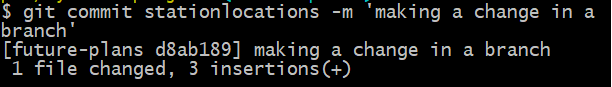 $ git commit stationlocations -m 'making a change in a
branch'
[future-plans d8ab189] making a change in a branch
 1 file changed, 3 insertions(+)